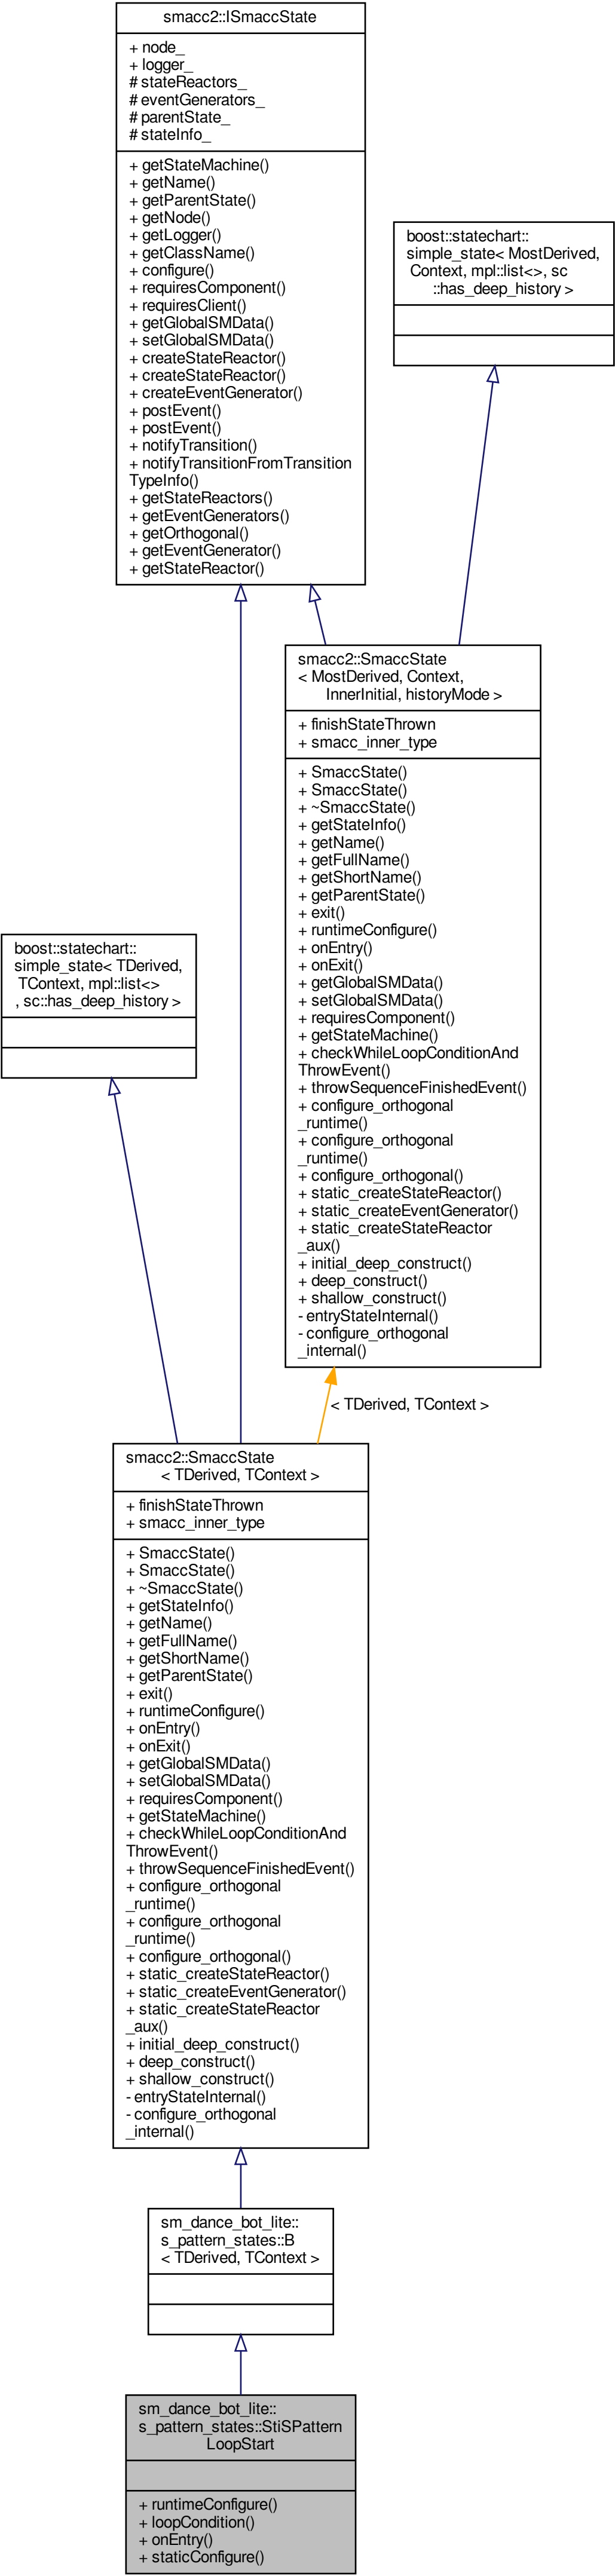 smacc2::ISmaccState
+ node_
+ logger_
# stateReactors_
# eventGenerators_
# parentState_
# stateInfo_
+ getStateMachine()
+ getName()
+ getParentState()
+ getNode()
+ getLogger()
+ getClassName()
+ configure()
+ requiresComponent()
+ requiresClient()
+ getGlobalSMData()
+ setGlobalSMData()
+ createStateReactor()
+ createStateReactor()
+ createEventGenerator()
+ postEvent()
+ postEvent()
+ notifyTransition()
+ notifyTransitionFromTransition
TypeInfo()
+ getStateReactors()
+ getEventGenerators()
+ getOrthogonal()
+ getEventGenerator()
+ getStateReactor()
boost::statechart::
simple_state< MostDerived,
Context, mpl::list<>, sc
::has_deep_history >
smacc2::SmaccState
< MostDerived, Context,
InnerInitial, historyMode >
+ finishStateThrown
+ smacc_inner_type
+ SmaccState()
+ SmaccState()
+ ~SmaccState()
+ getStateInfo()
+ getName()
+ getFullName()
+ getShortName()
+ getParentState()
+ exit()
+ runtimeConfigure()
+ onEntry()
+ onExit()
+ getGlobalSMData()
+ setGlobalSMData()
+ requiresComponent()
+ getStateMachine()
+ checkWhileLoopConditionAnd
ThrowEvent()
+ throwSequenceFinishedEvent()
+ configure_orthogonal
_runtime()
+ configure_orthogonal
_runtime()
+ configure_orthogonal()
+ static_createStateReactor()
+ static_createEventGenerator()
+ static_createStateReactor
_aux()
+ initial_deep_construct()
+ deep_construct()
+ shallow_construct()
- entryStateInternal()
- configure_orthogonal
_internal()
boost::statechart::
simple_state< TDerived,
TContext, mpl::list<>
, sc::has_deep_history >
< TDerived, TContext >
smacc2::SmaccState
< TDerived, TContext >
+ finishStateThrown
+ smacc_inner_type
+ SmaccState()
+ SmaccState()
+ ~SmaccState()
+ getStateInfo()
+ getName()
+ getFullName()
+ getShortName()
+ getParentState()
+ exit()
+ runtimeConfigure()
+ onEntry()
+ onExit()
+ getGlobalSMData()
+ setGlobalSMData()
+ requiresComponent()
+ getStateMachine()
+ checkWhileLoopConditionAnd
ThrowEvent()
+ throwSequenceFinishedEvent()
+ configure_orthogonal
_runtime()
+ configure_orthogonal
_runtime()
+ configure_orthogonal()
+ static_createStateReactor()
+ static_createEventGenerator()
+ static_createStateReactor
_aux()
+ initial_deep_construct()
+ deep_construct()
+ shallow_construct()
- entryStateInternal()
- configure_orthogonal
_internal()
sm_dance_bot_lite::
s_pattern_states::B
< TDerived, TContext >
sm_dance_bot_lite::
s_pattern_states::StiSPattern
LoopStart
+ runtimeConfigure()
+ loopCondition()
+ onEntry()
+ staticConfigure()